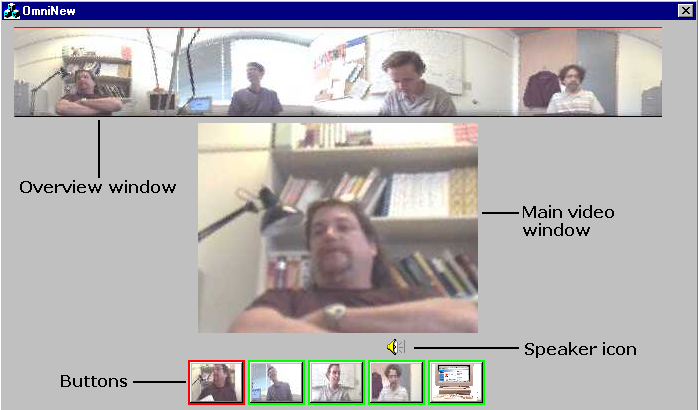 OmniNew
Overview window
Main video
window
Speaker icon
Buttons